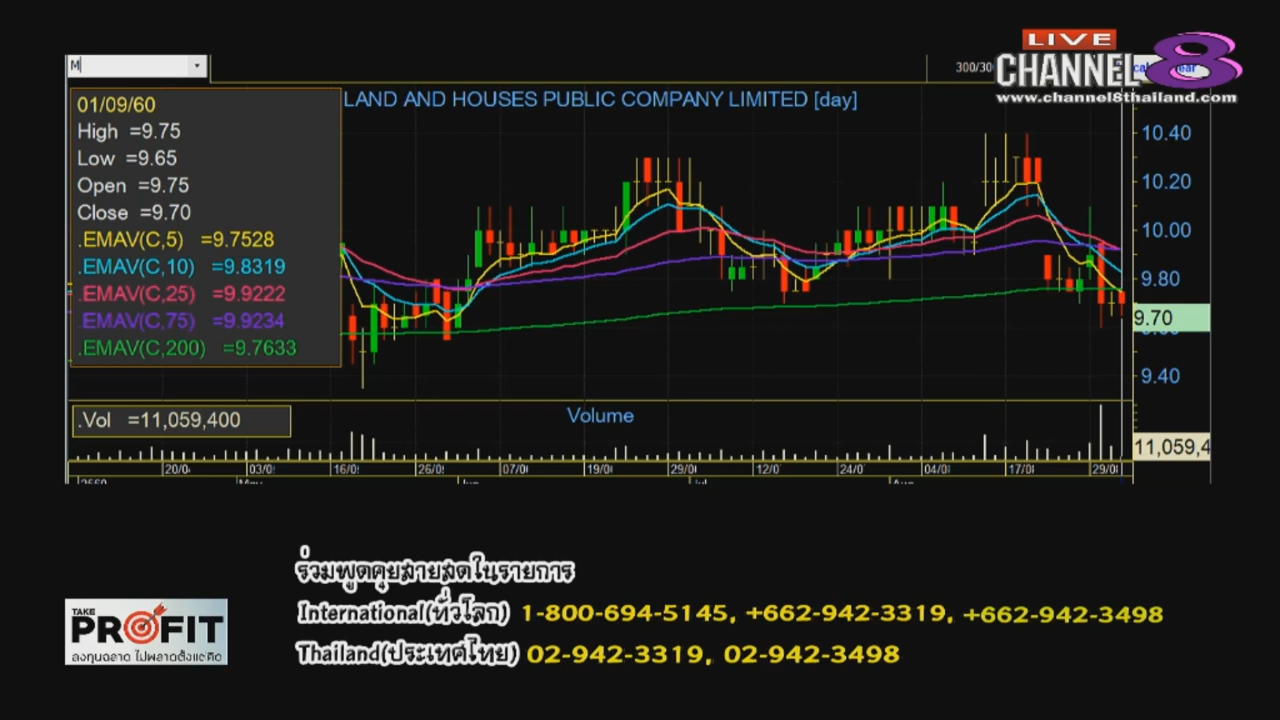 LIVE
CHANNEL 8
www.channel8thailand.com
M
300/30
LAND AND HOUSES PUBLIC COMPANY LIMITED [day]
01/09/60
High =9.75
Low =9.65
Open =9.75
Close =9.70
.EMAV(C,5) =9.7528
.EMAV(C,10) =9.8319
.EMAV(C,25) =9.9222
.EMAV(C,75) =9.9234
.EMAV(C,200) =9.7633
10.40
10.20
10.00
9.80
9.70
9.40
.Vol =11,059,400
Volume
11,059,4
20/0 03/0 16/0 26/0 07/0 19/0 29/0 12/0 24/0 04/0 17/0 29/0
ร่วมพูดคุยสายสดในรายการ
International(ทั่วโลก) 1-800-694-5145, +662-942-3319, +662-942-3498
Thailand(ประเทศไทย) 02-942-3319, 02-942-3498
TAKE
PROFIT
ลงทุนฉลาด ไม่พลาดตั้งแต่คิด